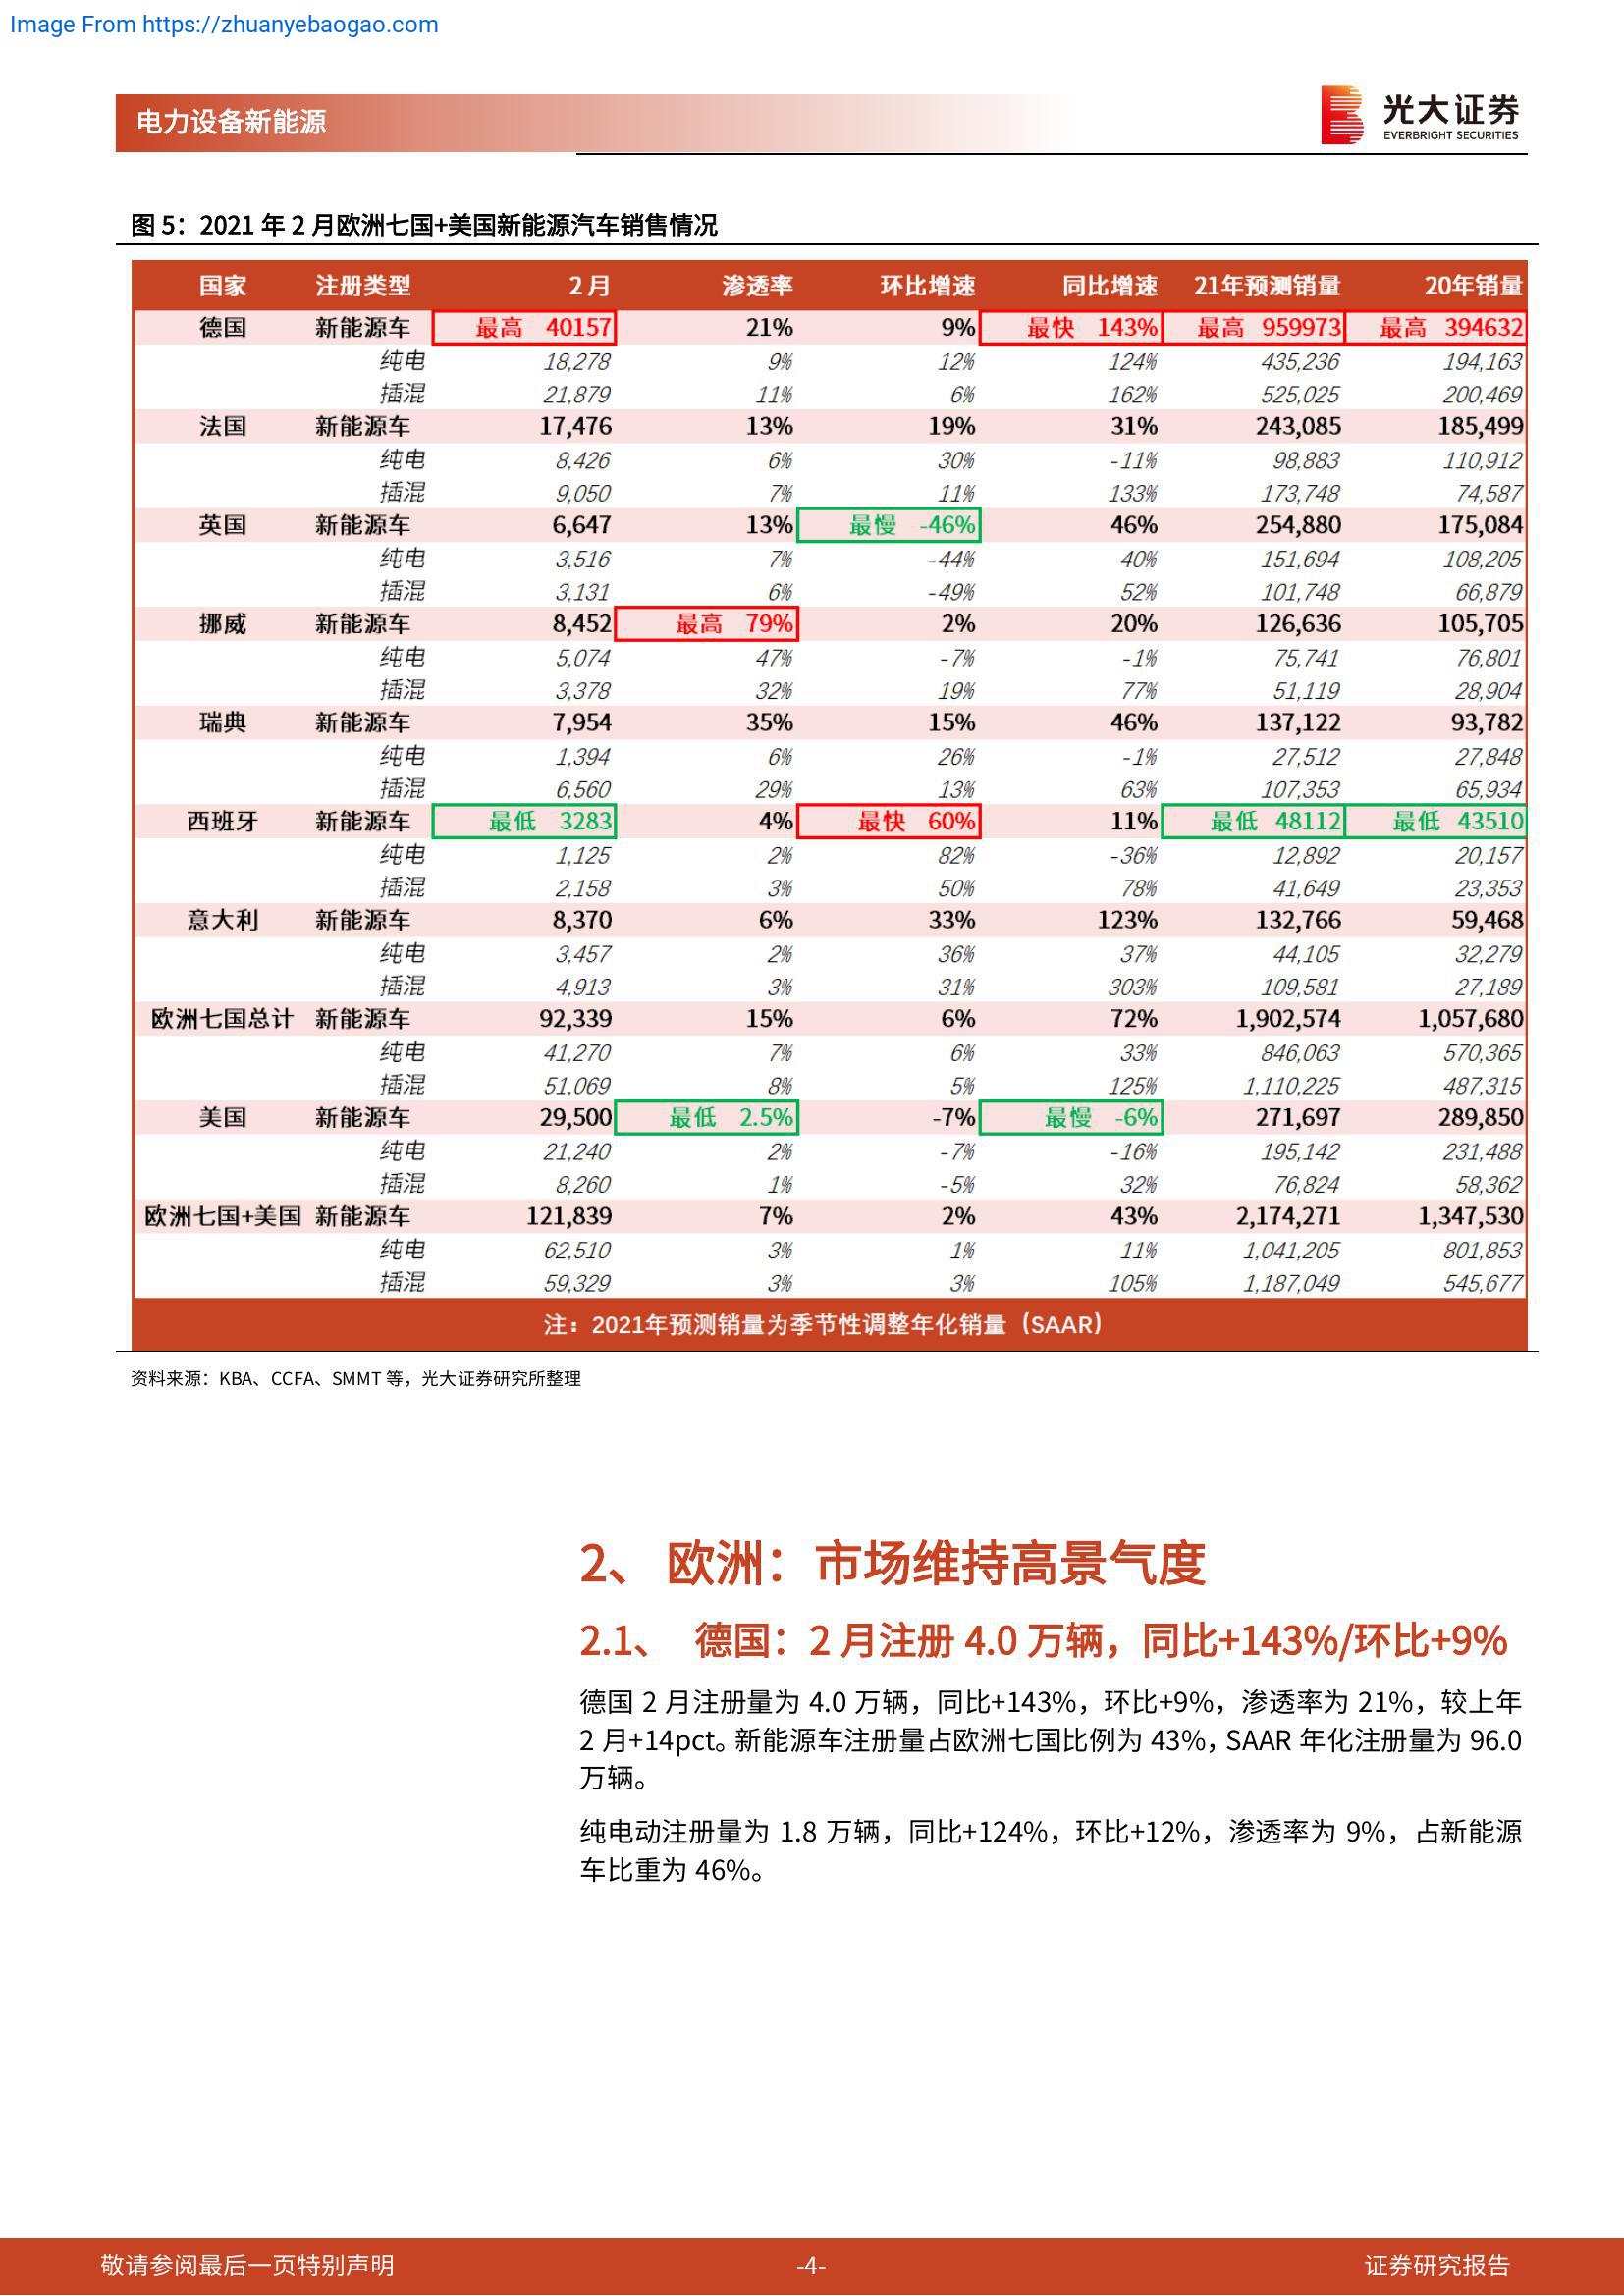 Image From https://zhuanyebaogao.com
电力设备新能源
光大证券
EVERBRIGHT SECURITIES
图 5：2021 年 2 月欧洲七国+美国新能源汽车销售情况
国家 注册类型 2 月 渗透率 环比增速 同比增速 21年预测销量 20年销量
德国 新能源车 最高 40157 21% 9% 最快 143% 最高 959973 最高 394632
纯电 18,278 9% 12% 124% 435,236 194,163
插混 21,879 11% 6% 162% 525,025 200,469
法国 新能源车 17,476 13% 19% 31% 243,085 185,499
纯电 8,426 6% 30% -11% 98,883 110,912
插混 9,050 7% 11% 133% 173,748 74,587
英国 新能源车 6,647 13% 最慢 -46% 46% 254,880 175,084
纯电 3,516 7% -44% 40% 151,694 108,205
插混 3,131 6% -49% 52% 101,748 66,879
挪威 新能源车 8,452 最高 79% 2% 20% 126,636 105,705
纯电 5,074 47% -7% -1% 75,741 76,801
插混 3,378 32% 19% 77% 51,119 28,904
瑞典 新能源车 7,954 35% 15% 46% 137,122 93,782
纯电 1,394 6% 26% -1% 27,512 27,848
插混 6,560 29% 13% 63% 107,353 65,934
西班牙 新能源车 最低 3283 4% 最快 60% 11% 最低 48112 最低 43510
纯电 1,125 2% 82% -36% 12,892 20,157
插混 2,158 3% 50% 78% 41,649 23,353
意大利 新能源车 8,370 6% 33% 123% 132,766 59,468
纯电 3,457 2% 36% 37% 44,105 32,279
插混 4,913 3% 31% 303% 109,581 27,189
欧洲七国总计 新能源车 92,339 15% 6% 72% 1,902,574 1,057,680
纯电 41,270 7% 6% 33% 846,063 570,365
插混 51,069 8% 5% 125% 1,110,225 487,315
美国 新能源车 29,500 最低 2.5% -7% 最慢 -6% 271,697 289,850
纯电 21,240 2% -7% -16% 195,142 231,488
插混 8,260 1% -5% 32% 76,824 58,362
欧洲七国+美国 新能源车 121,839 7% 2% 43% 2,174,271 1,347,530
纯电 62,510 3% 1% 11% 1,041,205 801,853
插混 59,329 3% 3% 105% 1,187,049 545,677
注：2021年预测销量为季节性调整年化销量（SAAR）
资料来源：KBA、CCFA、SMMT 等，光大证券研究所整理
2、 欧洲：市场维持高景气度
2.1、 德国：2 月注册 4.0 万辆，同比+143%/环比+9%
德国 2 月注册量为 4.0 万辆，同比+143%，环比+9%，渗透率为 21%，较上年
2 月+14pct。新能源车注册量占欧洲七国比例为 43%，SAAR 年化注册量为 96.0
万辆。
纯电动注册量为 1.8 万辆，同比+124%，环比+12%，渗透率为 9%，占新能源
车比重为 46%。
敬请参阅最后一页特别声明 -4- 证券研究报告